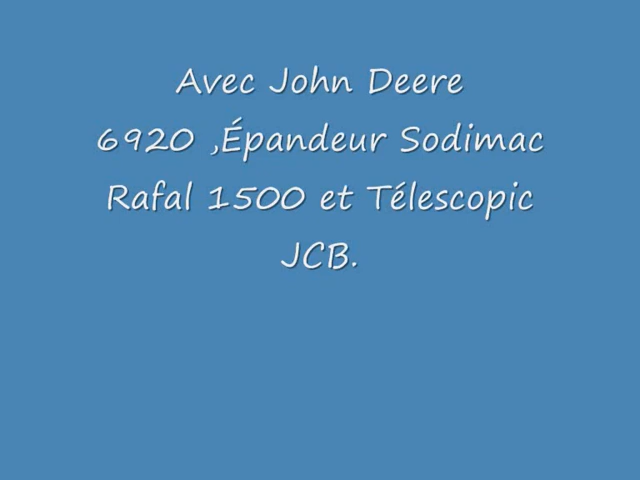 Avec John Deere
6920 ,Épandeur Sodimac
Rafal 1500 et Télescopic
JCB.